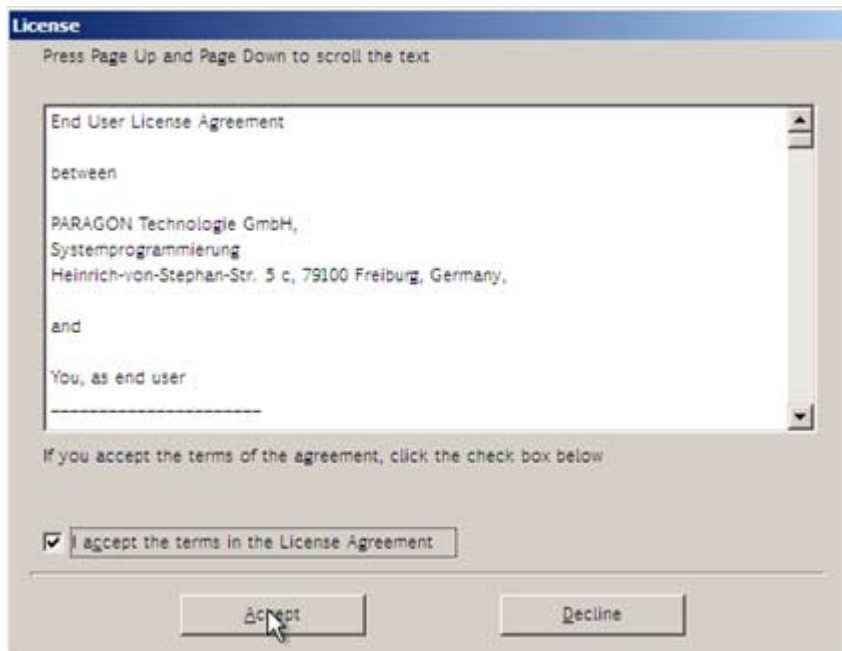 License
Press Page Up and Page Down to scroll the text
End User License Agreement
between
PARAGON Technologie GmbH,
Systemprogrammierung
Heinrich-von-Stephan-Str. 5 c, 79100 Freiburg, Germany,
and
You, as end user
----------------------
If you accept the terms of the agreement, click the check box below
I accept the terms in the License Agreement
Accept
Decline